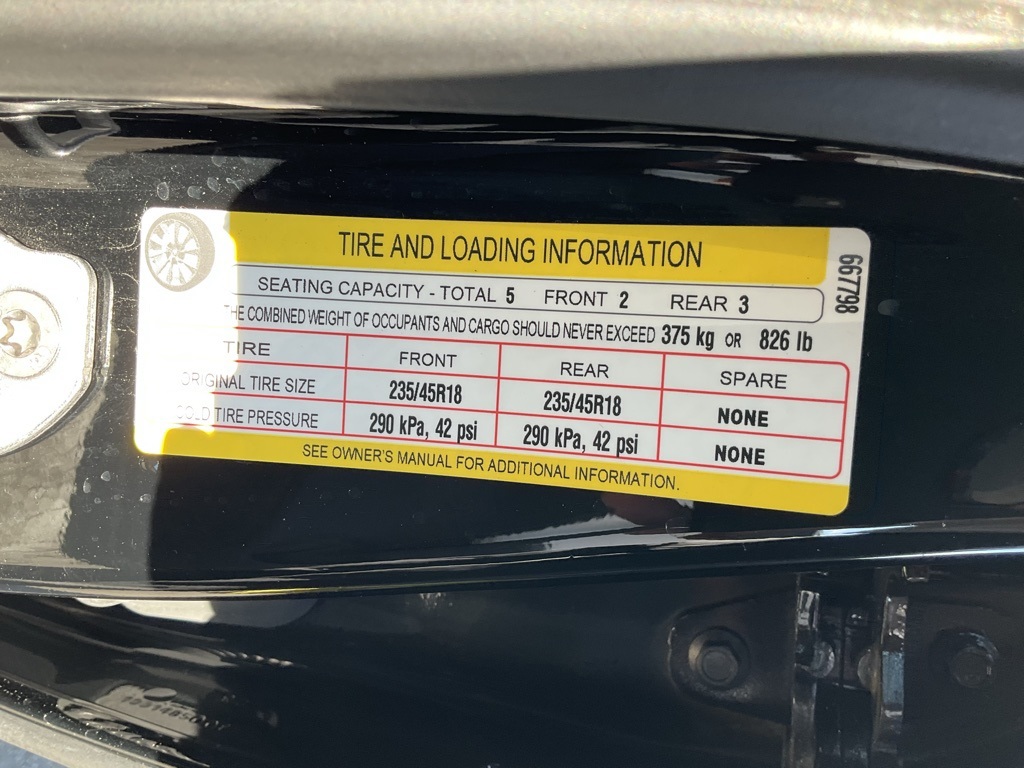 TIRE AND LOADING INFORMATION
667798
SEATING CAPACITY - TOTAL 5 FRONT 2 REAR 3
THE COMBINED WEIGHT OF OCCUPANTS AND CARGO SHOULD NEVER EXCEED 375 kg OR 826 lb
TIRE FRONT REAR SPARE
ORIGINAL TIRE SIZE 235/45R18 235/45R18 NONE
COLD TIRE PRESSURE 290 kPa, 42 psi 290 kPa, 42 psi NONE
SEE OWNER'S MANUAL FOR ADDITIONAL INFORMATION.